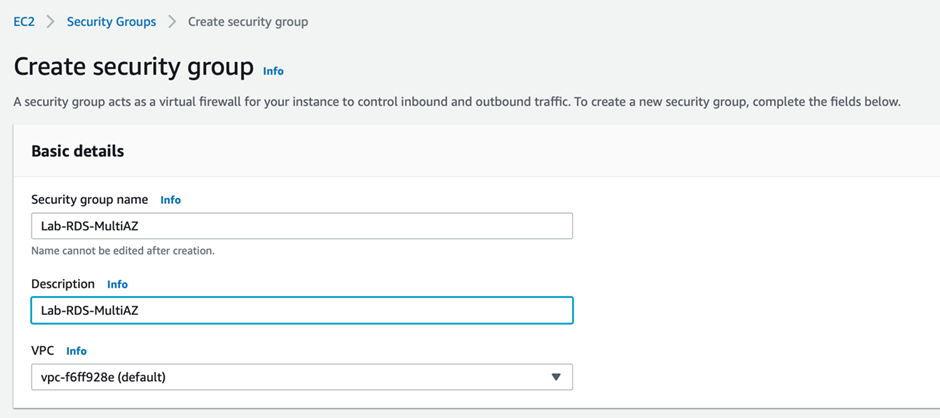 EC2 > Security Groups > Create security group
Create security group Info
A security group acts as a virtual firewall for your instance to control inbound and outbound traffic. To create a new security group, complete the fields below.
Basic details
Security group name Info
Lab-RDS-MultiAZ
Name cannot be edited after creation.
Description Info
Lab-RDS-MultiAZ
VPC Info
vpc-f6ff928e (default)